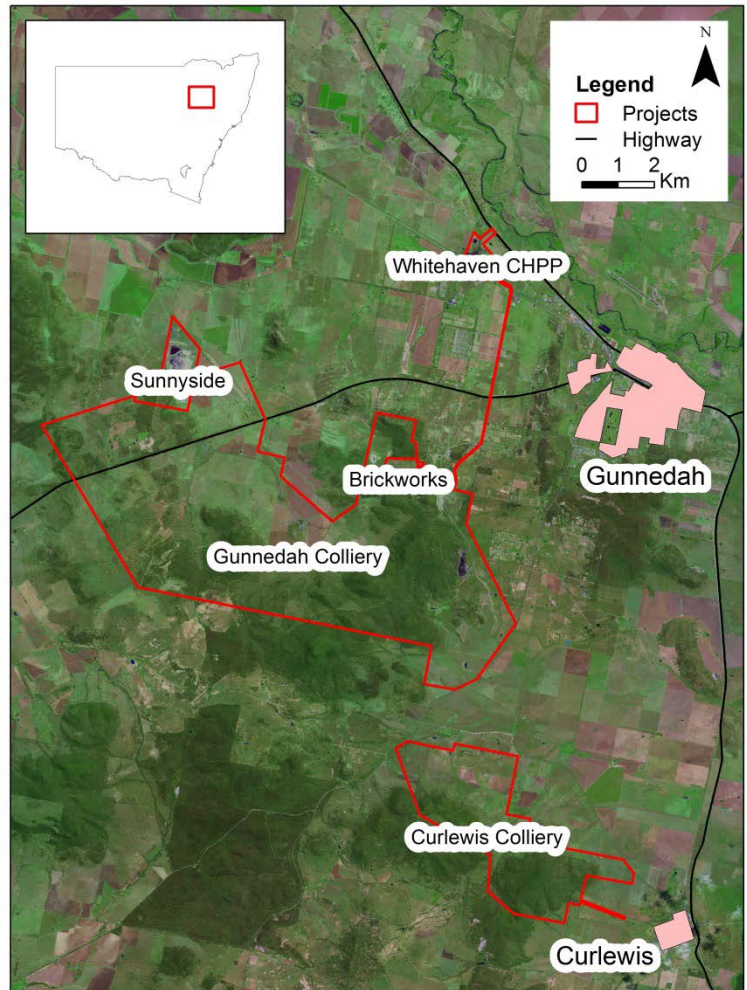 N
Legend
Projects
Highway
0 1 2
Km
Whitehaven CHPP
Sunnyside
Brickworks
Gunnedah
Gunnedah Colliery
Curlewis Colliery
Curlewis